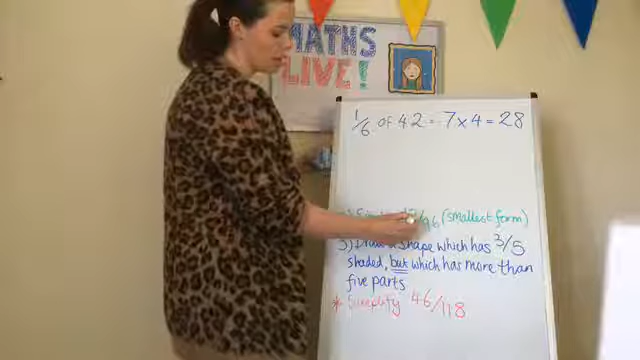 MATHS
LIVE!
1/6 of 42 = 7 x 4 = 28
/96 (smallest form)
3) Draw a shape which has 3/5
shaded, but which has more than
five parts
* Simplify 46/118